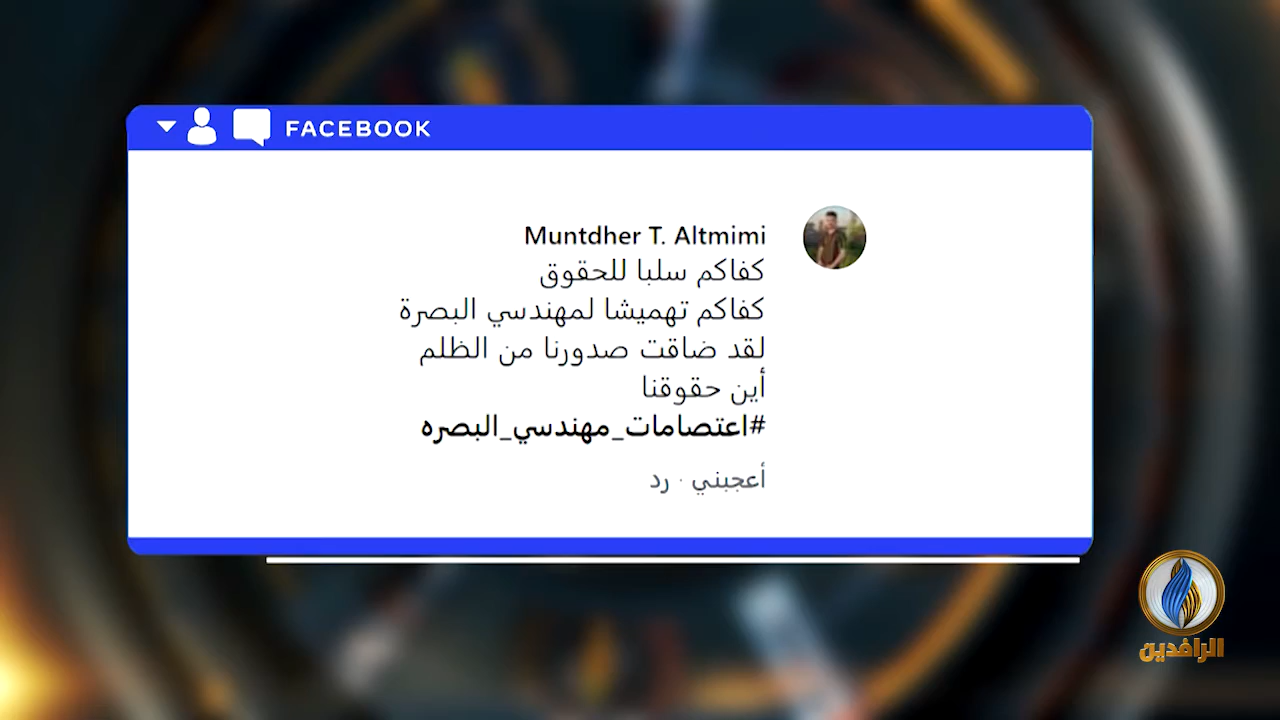 FACEBOOK
Muntdher T. Altmimi
كفاكم سلبا للحقوق
كفاكم تهميشا لمهندسي البصرة
لقد ضاقت صدورنا من الظلم
أين حقوقنا
#اعتصامات_مهندسي_البصره
أعجبني · رد
الرافدين